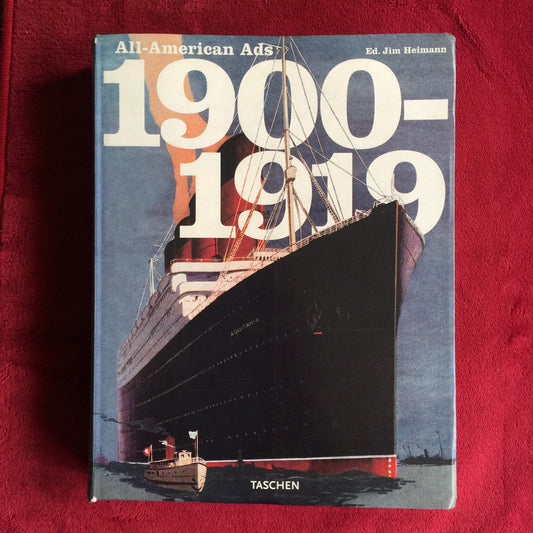 All-American Ads
Ed. Jim Heimann
1900-
1919
AQUITANIA
TASCHEN